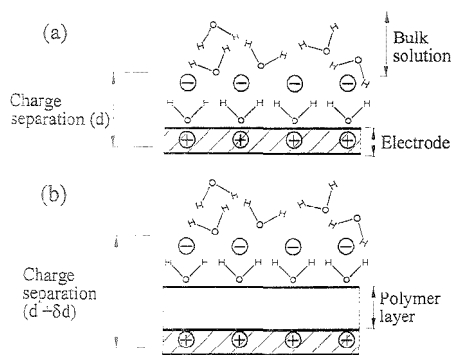 (a)
H O H
H O H
H O H
H O H
Bulk
solution
− − − −
Charge
separation (d)
H O H H O H H O H H O H
+ + + +
Electrode
(b)
H O H
H O H
H O H
H O H
− − − −
Charge
separation
(d +δd)
H O H H O H H O H H O H
Polymer
layer
+ + + +